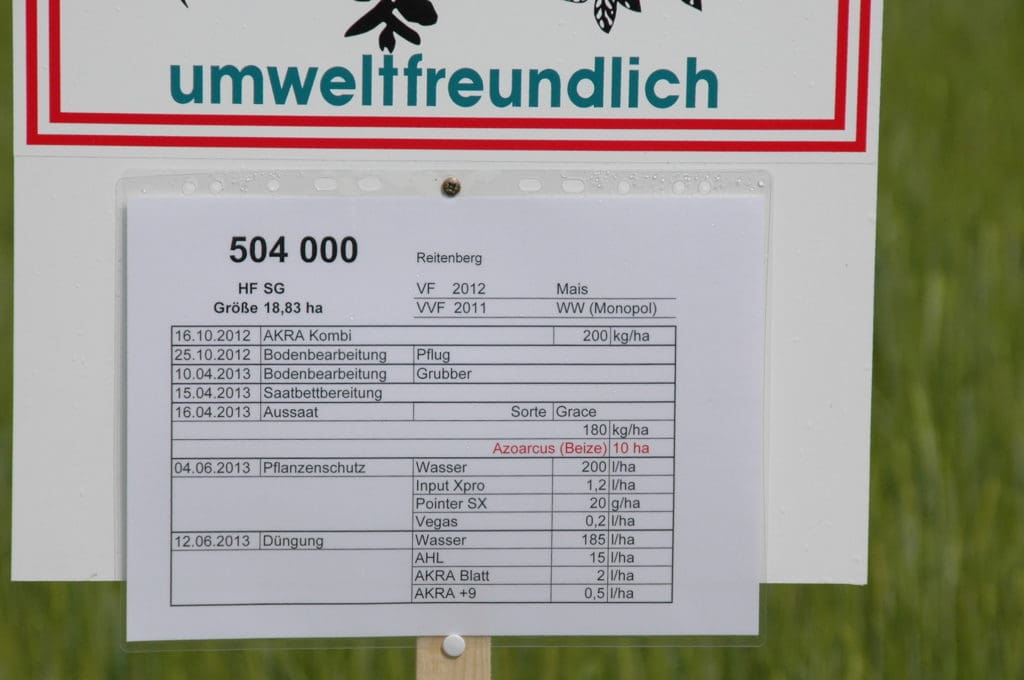 umweltfreundlich
504 000 Reitenberg
HF SG VF 2012 Mais
Größe 18,83 ha VVF 2011 WW (Monopol)
16.10.2012 AKRA Kombi 200 kg/ha
25.10.2012 Bodenbearbeitung Pflug
10.04.2013 Bodenbearbeitung Grubber
15.04.2013 Saatbettbereitung
16.04.2013 Aussaat Sorte Grace
180 kg/ha
Azoarcus (Beize) 10 ha
04.06.2013 Pflanzenschutz Wasser 200 l/ha
Input Xpro 1,2 l/ha
Pointer SX 20 g/ha
Vegas 0,2 l/ha
12.06.2013 Düngung Wasser 185 l/ha
AHL 15 l/ha
AKRA Blatt 2 l/ha
AKRA +9 0,5 l/ha